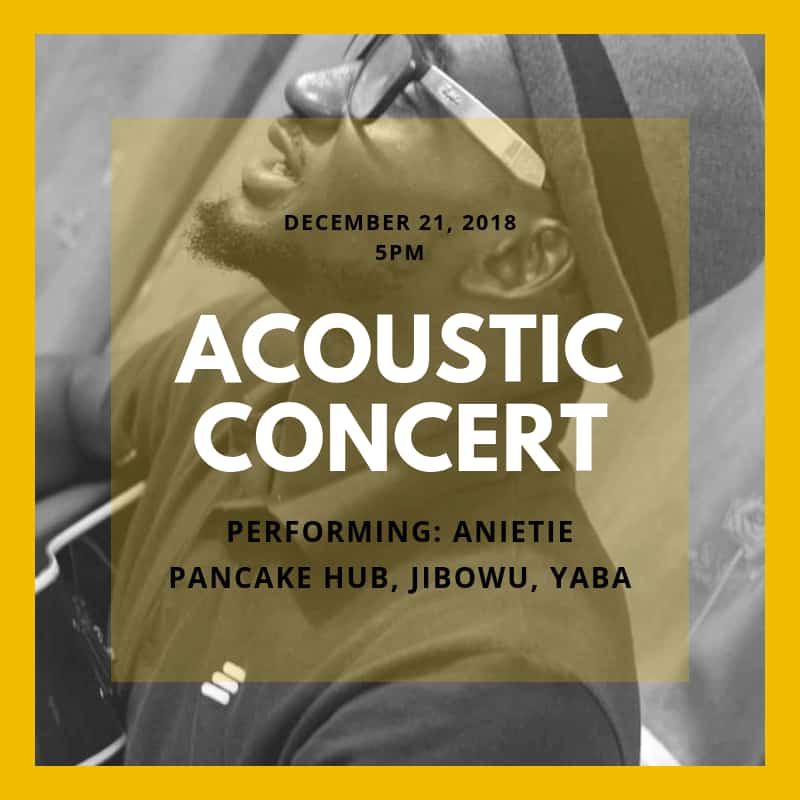 DECEMBER 21, 2018
5PM
ACOUSTIC
CONCERT
PERFORMING: ANIETIE
PANCAKE HUB, JIBOWU, YABA